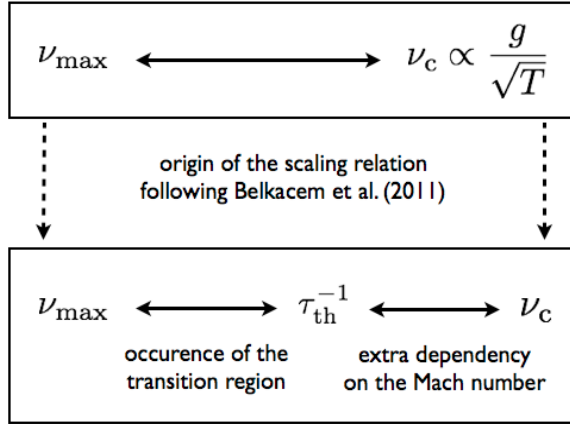 ν_max ⟷ ν_c ∝ g/√T
origin of the scaling relation
following Belkacem et al. (2011)
ν_max ⟷ τ_th^{-1} ⟷ ν_c
occurence of the extra dependency
transition region on the Mach number